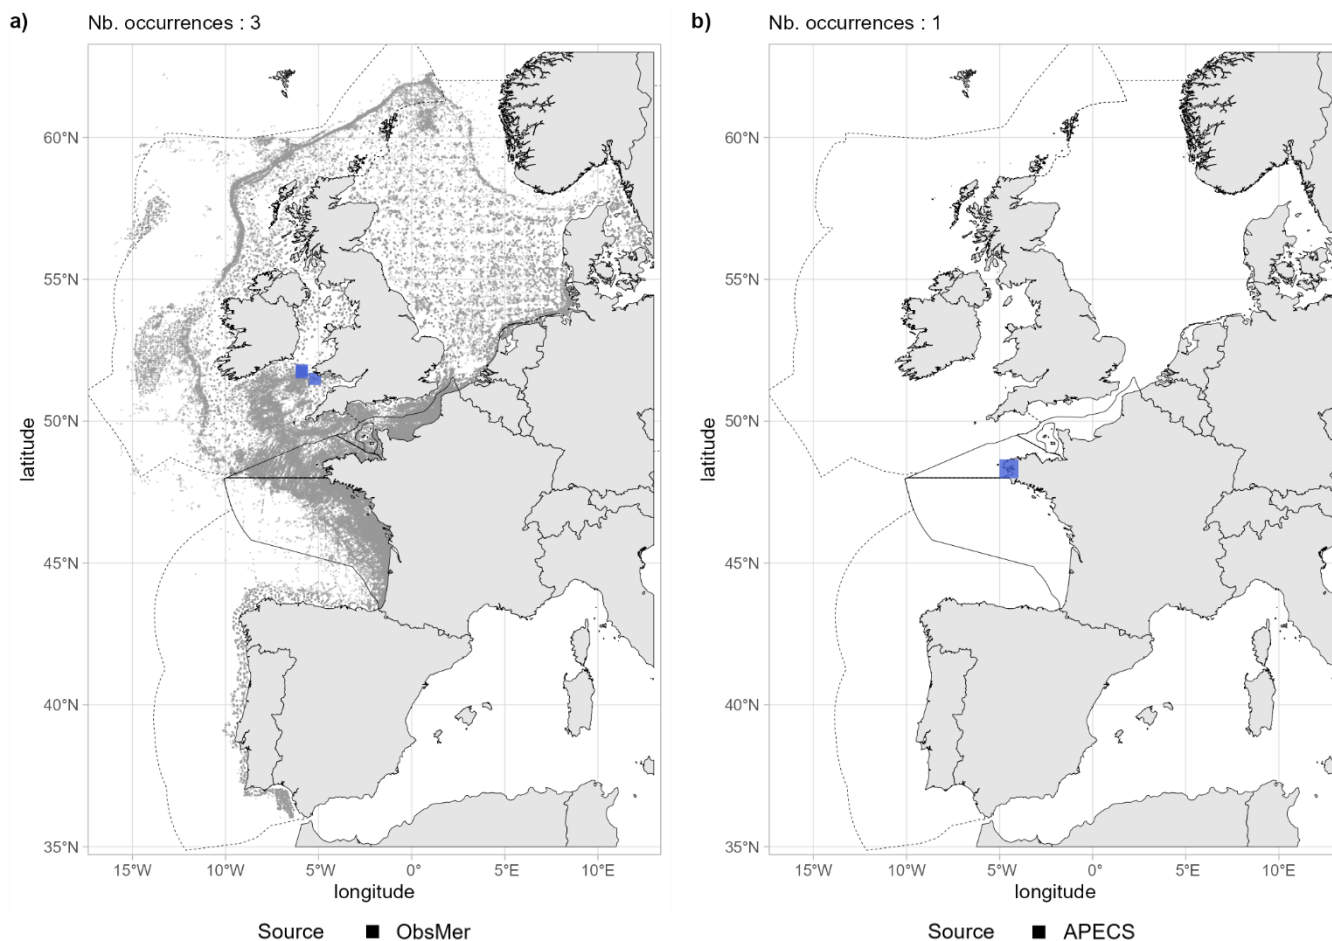 a)
Nb. occurrences : 3
60°N
55°N
50°N
45°N
40°N
35°N
latitude
15°W
10°W
5°W
0°
5°E
10°E
longitude
Source
ObsMer
b)
Nb. occurrences : 1
60°N
55°N
50°N
45°N
40°N
35°N
latitude
15°W
10°W
5°W
0°
5°E
10°E
longitude
Source
APECS